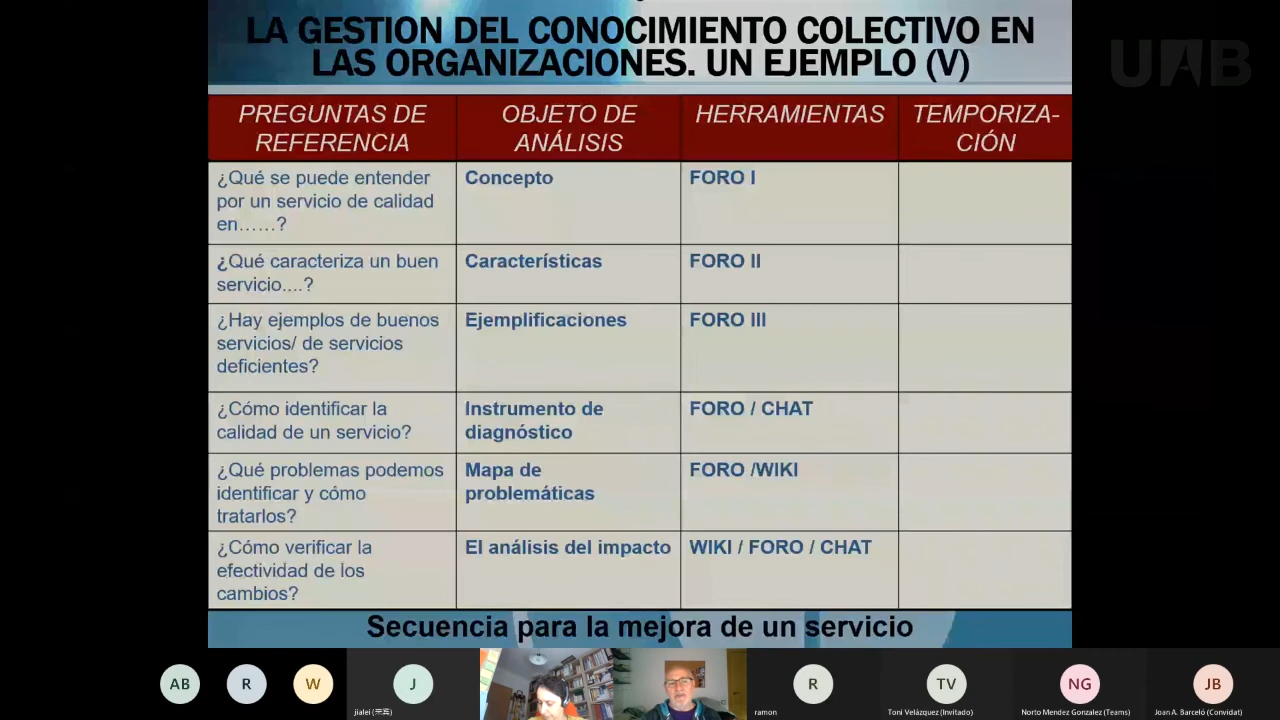 LA GESTION DEL CONOCIMIENTO COLECTIVO EN
LAS ORGANIZACIONES. UN EJEMPLO (V)
UAB
PREGUNTAS DE
REFERENCIA
OBJETO DE
ANÁLISIS
HERRAMIENTAS
TEMPORIZA-
CIÓN
¿Qué se puede entender
por un servicio de calidad
en……?
Concepto
FORO I
¿Qué caracteriza un buen
servicio....?
Características
FORO II
¿Hay ejemplos de buenos
servicios/ de servicios
deficientes?
Ejemplificaciones
FORO III
¿Cómo identificar la
calidad de un servicio?
Instrumento de
diagnóstico
FORO / CHAT
¿Qué problemas podemos
identificar y cómo
tratarlos?
Mapa de
problemáticas
FORO /WIKI
¿Cómo verificar la
efectividad de los
cambios?
El análisis del impacto
WIKI / FORO / CHAT
Secuencia para la mejora de un servicio
AB
R
W
J
R
TV
NG
JB
ramon
Toni Velázquez (Invitado)
Norto Mendez Gonzalez (Teams)
Joan A. Barceló (Convidat)